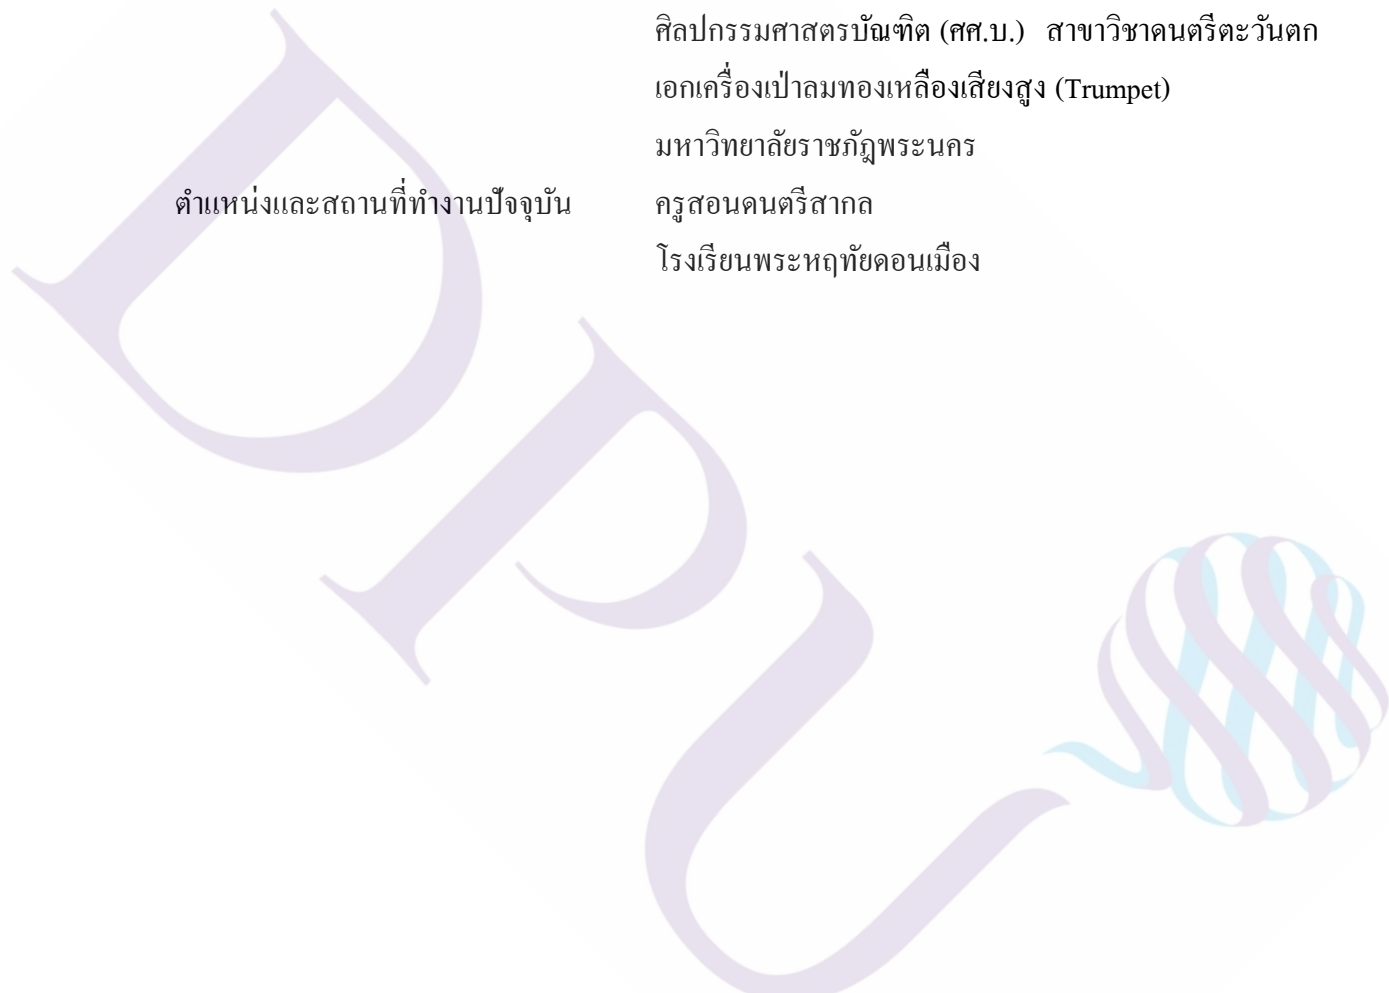 ศิลปกรรมศาสตรบัณฑิต (ศศ.บ.) สาขาวิชาดนตรีตะวันตก
เอกเครื่องเป่าลมทองเหลืองเสียงสูง (Trumpet)
มหาวิทยาลัยราชภัฎพระนคร
ตำแหน่งและสถานที่ทำงานปัจจุบัน ครูสอนดนตรีสากล
โรงเรียนพระหฤทัยดอนเมือง
DPU